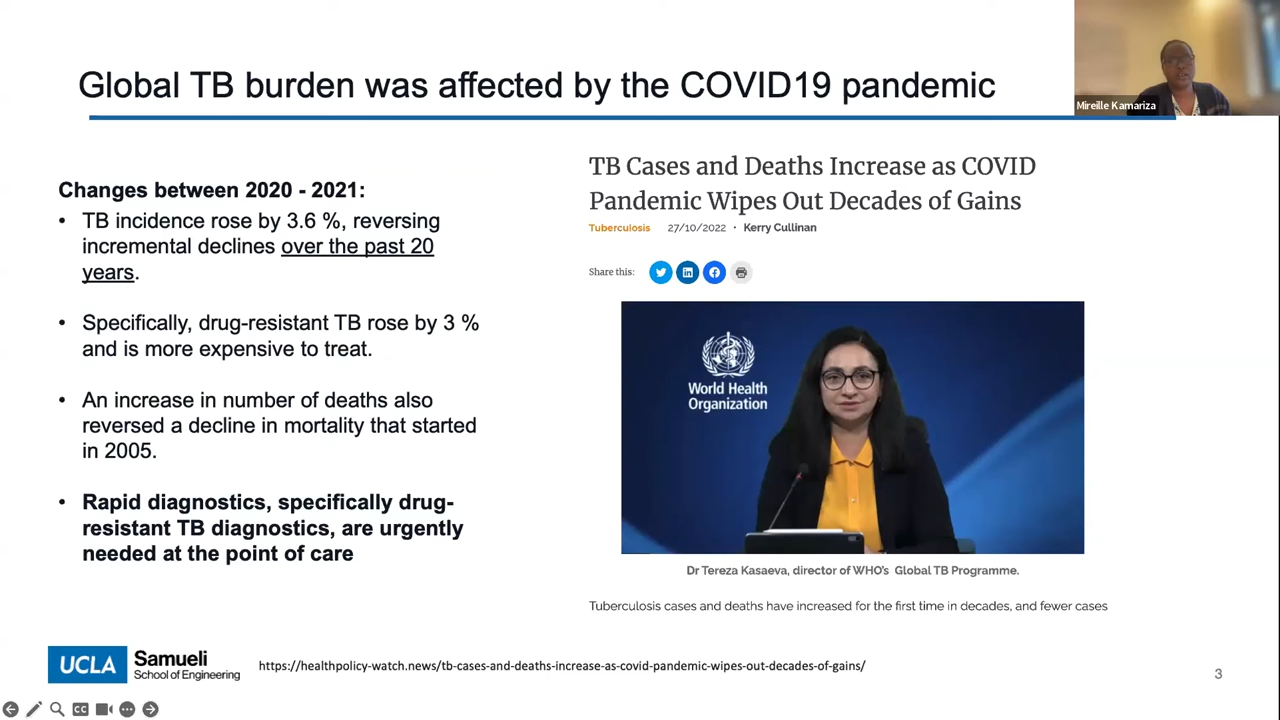 Global TB burden was affected by the COVID19 pandemic
Mireille Kamariza
Changes between 2020 - 2021:
• TB incidence rose by 3.6 %, reversing
incremental declines over the past 20
years.
• Specifically, drug-resistant TB rose by 3 %
and is more expensive to treat.
• An increase in number of deaths also
reversed a decline in mortality that started
in 2005.
• Rapid diagnostics, specifically drug-
resistant TB diagnostics, are urgently
needed at the point of care
TB Cases and Deaths Increase as COVID
Pandemic Wipes Out Decades of Gains
Tuberculosis 27/10/2022 • Kerry Cullinan
Share this:
World Health
Organization
Dr Tereza Kasaeva, director of WHO's Global TB Programme.
Tuberculosis cases and deaths have increased for the first time in decades, and fewer cases
UCLA Samueli
School of Engineering
https://healthpolicy-watch.news/tb-cases-and-deaths-increase-as-covid-pandemic-wipes-out-decades-of-gains/
3
CC